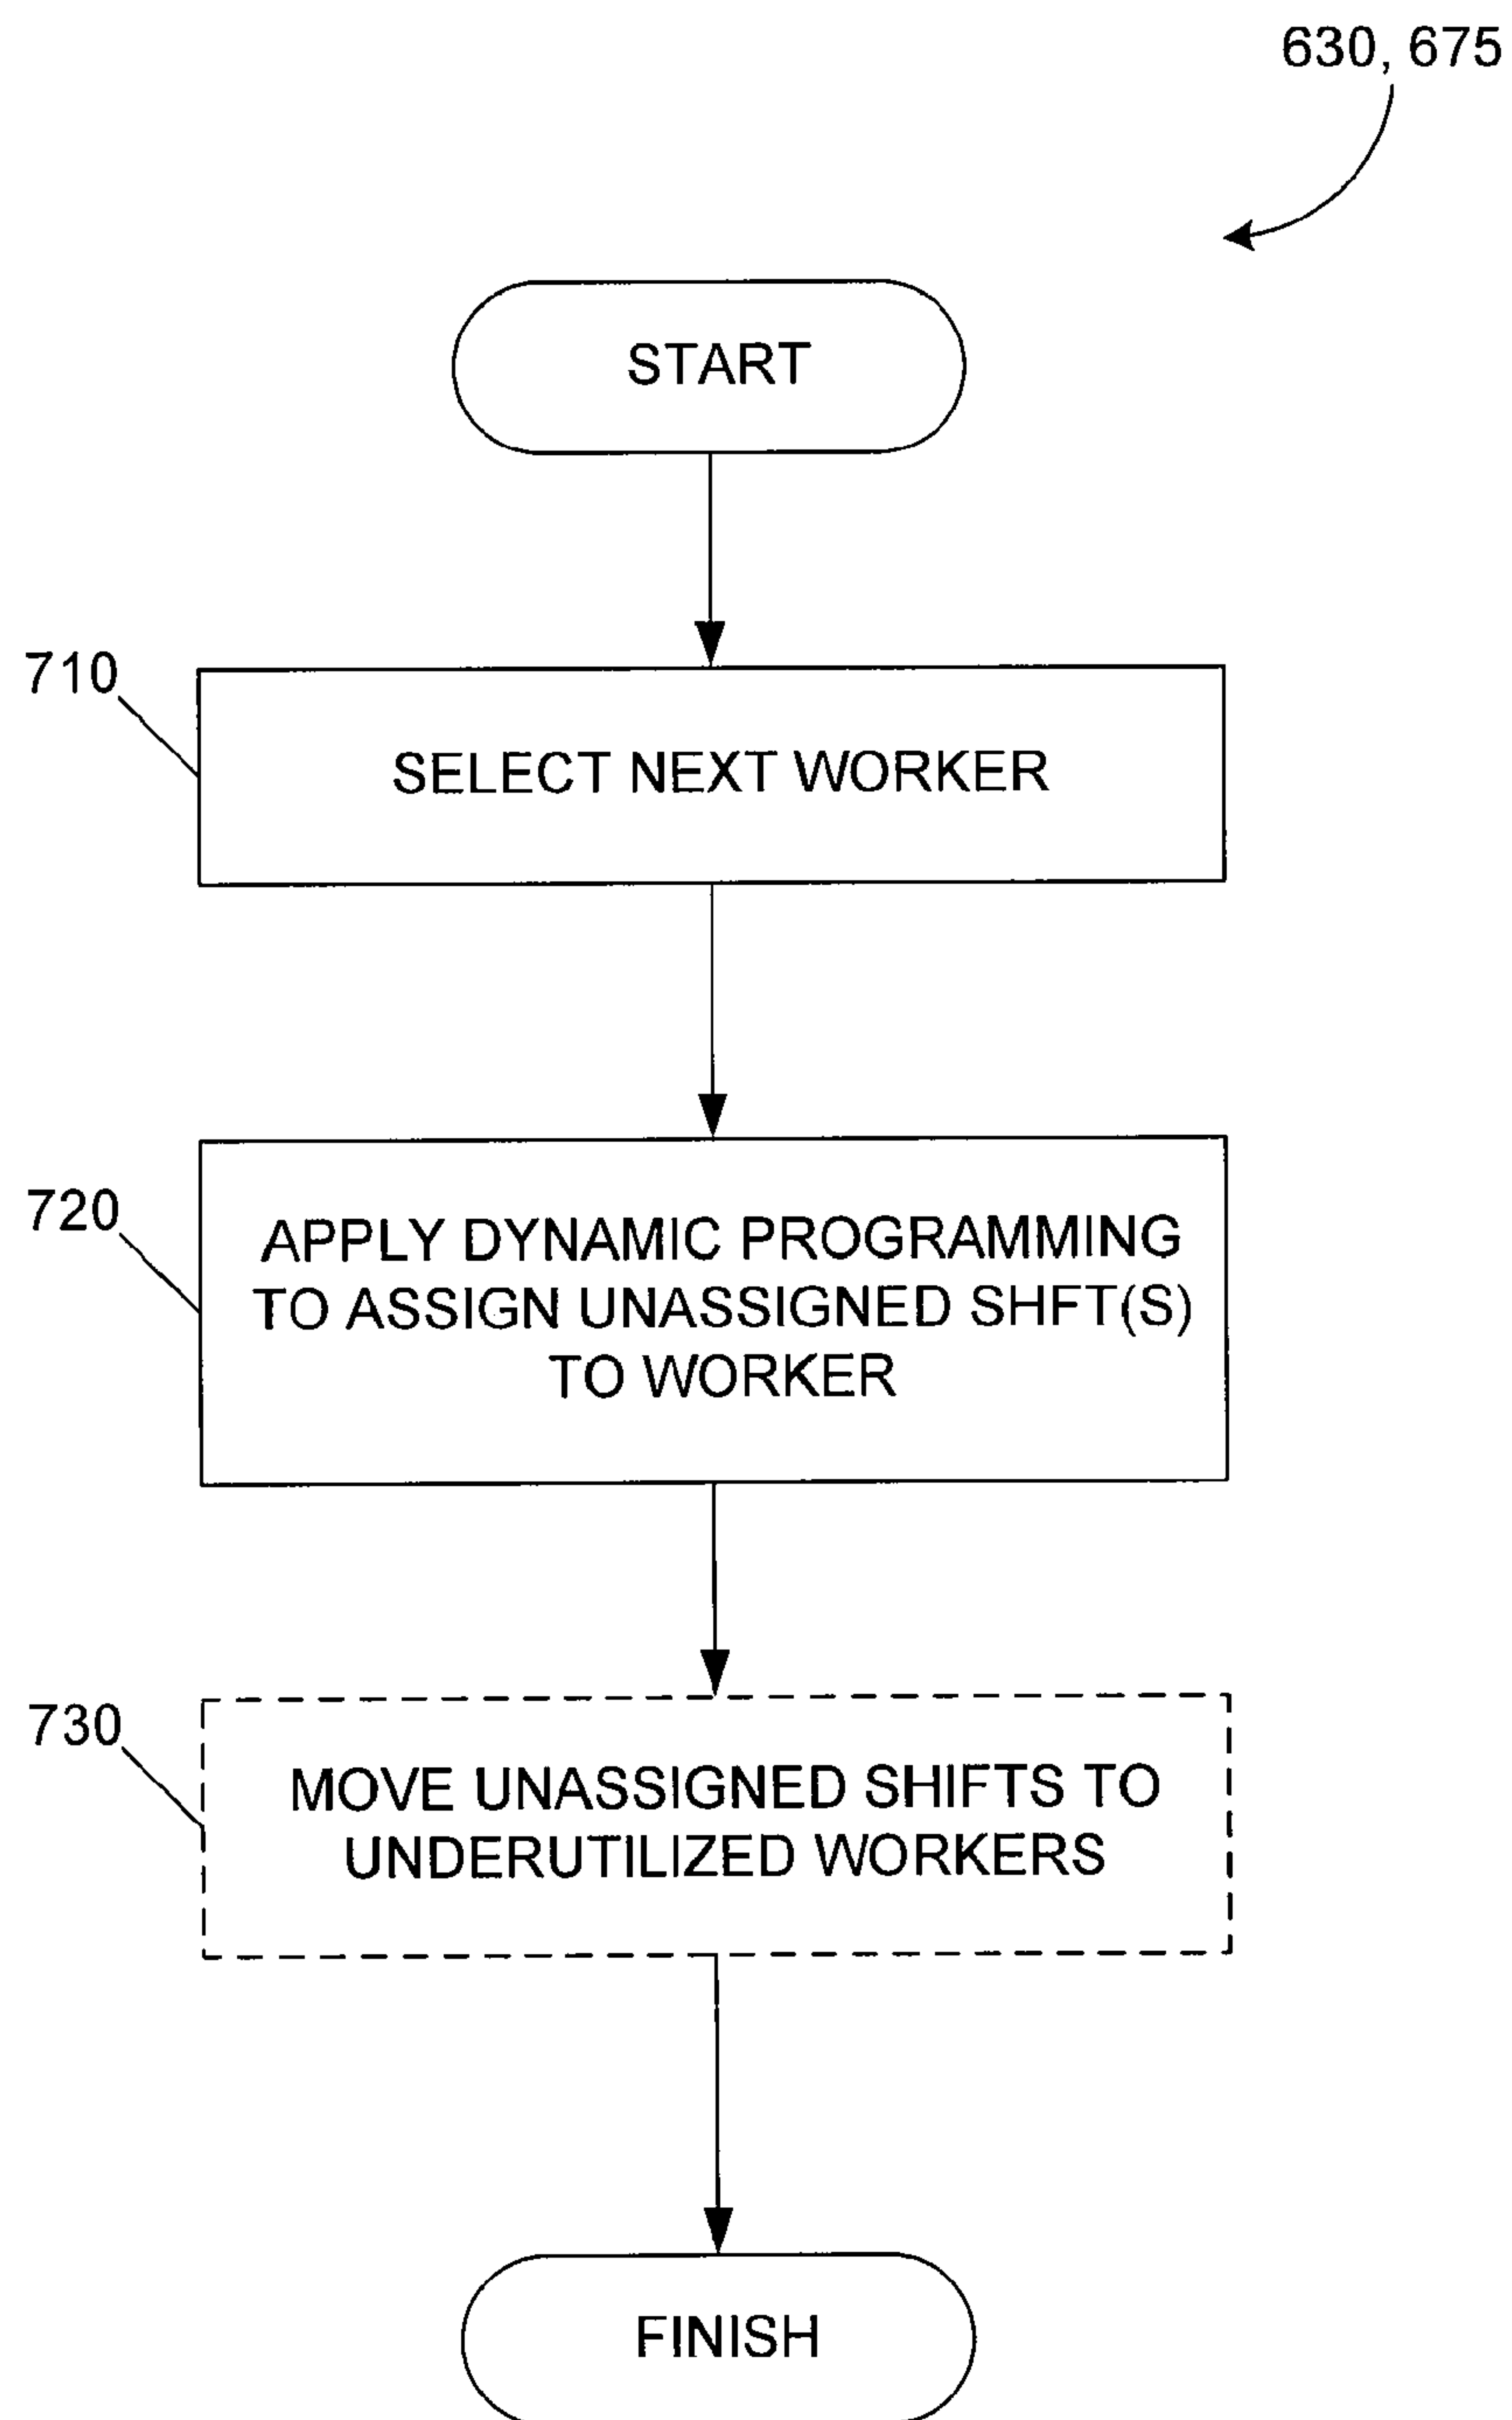 630, 675
START
710
SELECT NEXT WORKER
720
APPLY DYNAMIC PROGRAMMING
TO ASSIGN UNASSIGNED SHFT(S)
TO WORKER
730
MOVE UNASSIGNED SHIFTS TO
UNDERUTILIZED WORKERS
FINISH